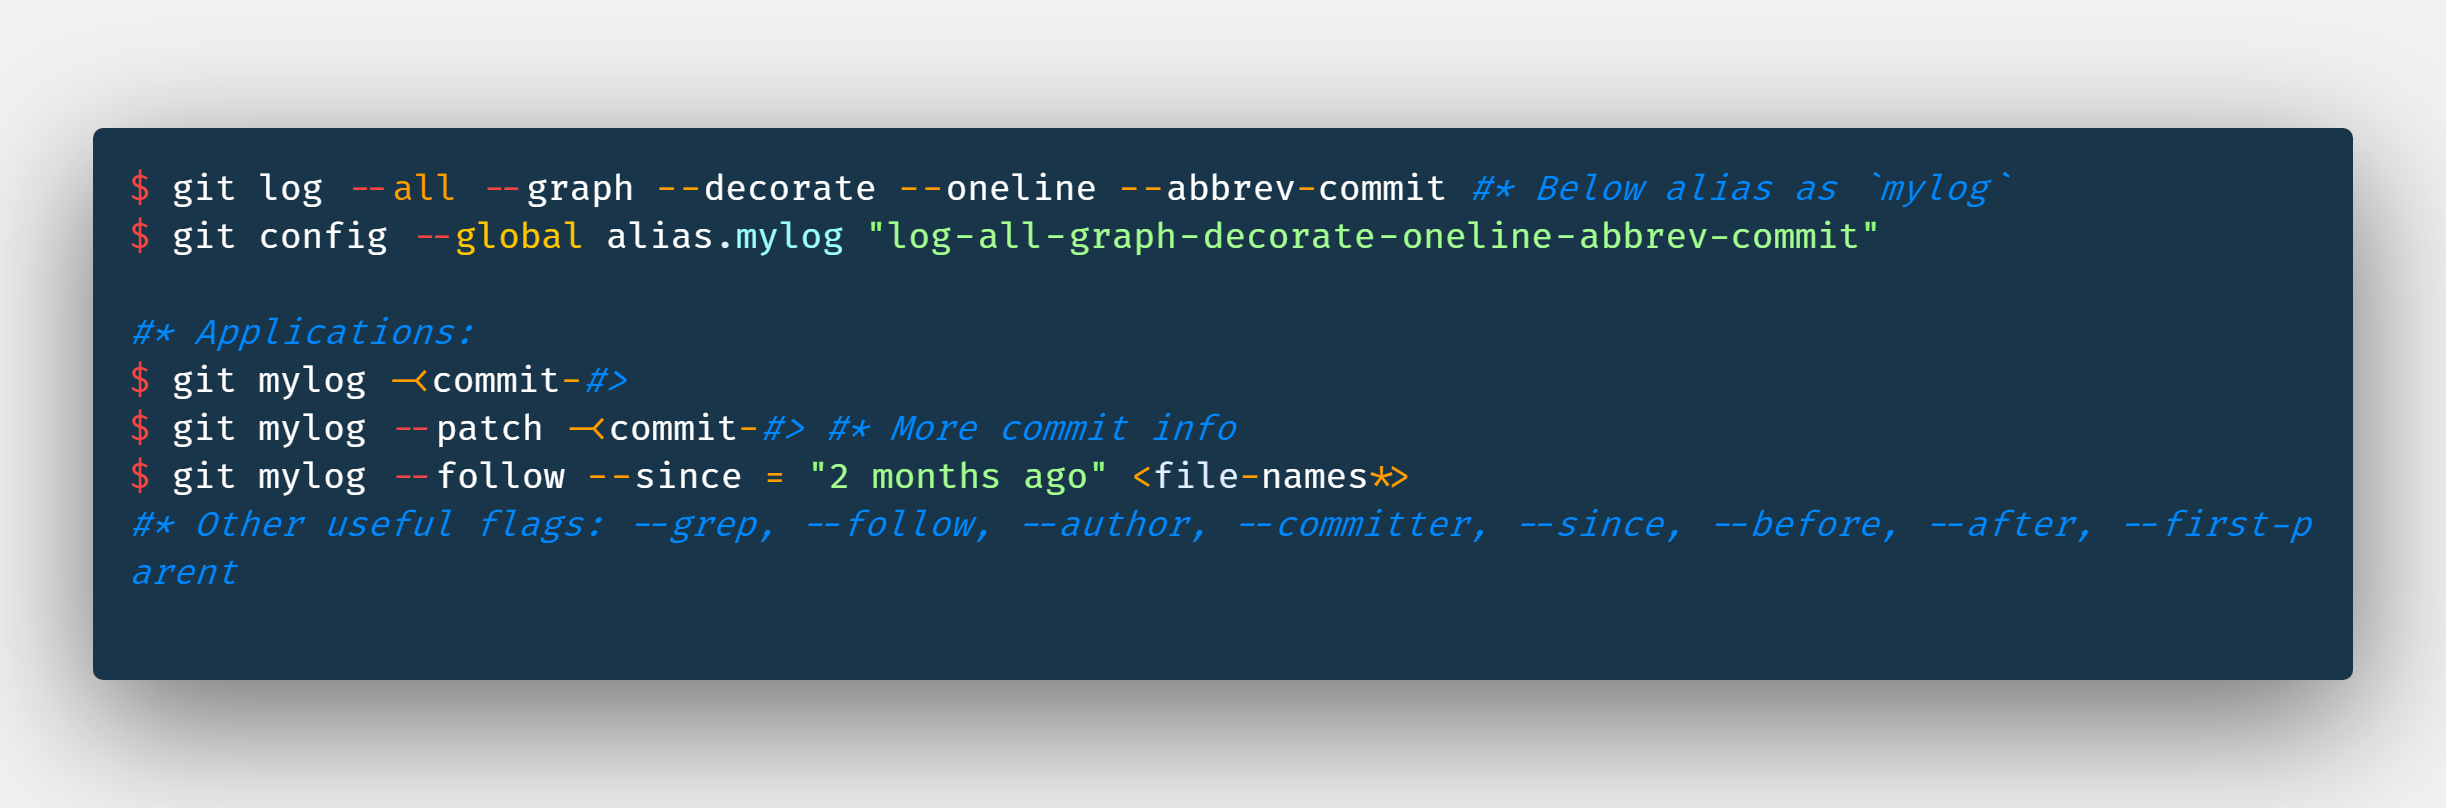 $ git log --all --graph --decorate --oneline --abbrev-commit #* Below alias as `mylog`
$ git config --global alias.mylog "log-all-graph-decorate-oneline-abbrev-commit"
#* Applications:
$ git mylog -<commit-#>
$ git mylog --patch -<commit-#> #* More commit info
$ git mylog --follow --since = "2 months ago" <file-names*>
#* Other useful flags: --grep, --follow, --author, --committer, --since, --before, --after, --first-p
arent